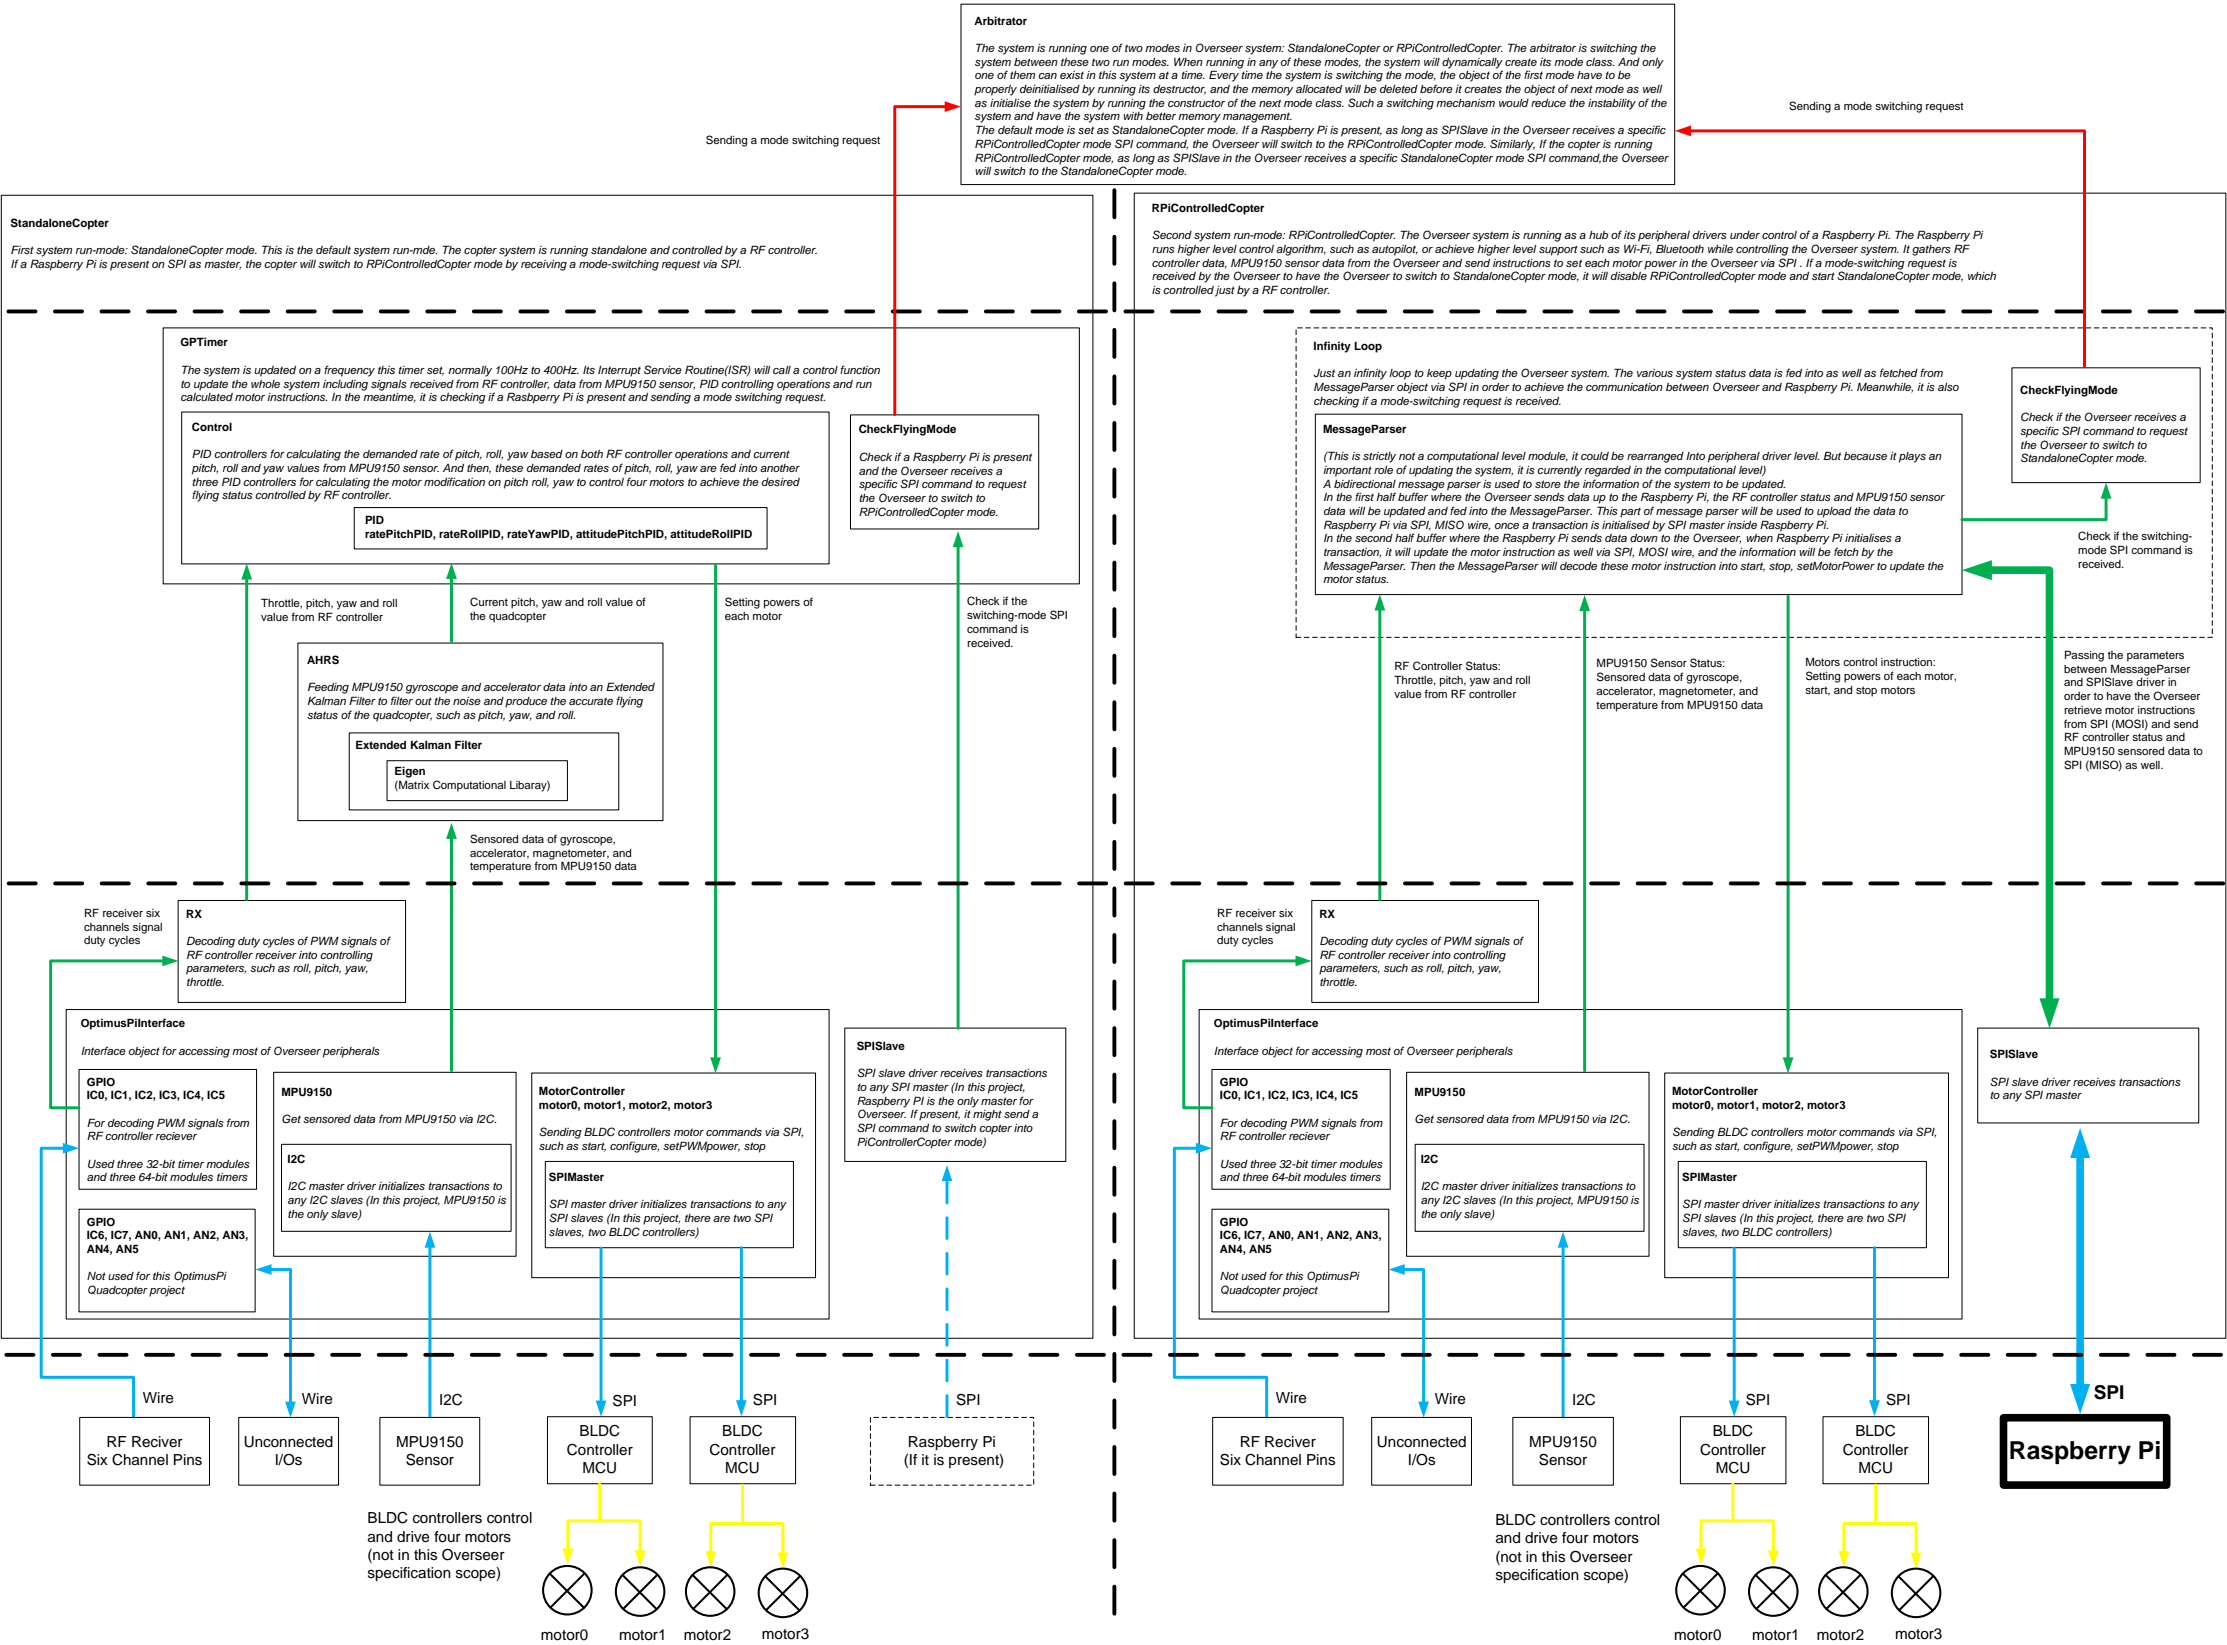 Arbitrator
The system is running one of two modes in Overseer system: StandaloneCopter or RPiControlledCopter. The arbitrator is switching the
system between these two run modes. When running in any of these modes, the system will dynamically create its mode class. And only
one of them can exist in this system at a time. Every time the system is switching the mode, the object of the first mode have to be
properly deinitialised by running its destructor, and the memory allocated will be deleted before it creates the object of next mode as well
as initialise the system by running the constructor of the next mode class. Such a switching mechanism would reduce the instability of the
system and have the system with better memory management.
The default mode is set as StandaloneCopter mode. If a Raspberry Pi is present, as long as SPISlave in the Overseer receives a specific
RPiControlledCopter mode SPI command, the Overseer will switch to the RPiControlledCopter mode. Similarly, If the copter is running
RPiControlledCopter mode, as long as SPISlave in the Overseer receives a specific StandaloneCopter mode SPI command,the Overseer
will switch to the StandaloneCopter mode.
Sending a mode switching request
Sending a mode switching request
StandaloneCopter
First system run-mode: StandaloneCopter mode. This is the default system run-mde. The copter system is running standalone and controlled by a RF controller.
If a Raspberry Pi is present on SPI as master, the copter will switch to RPiControlledCopter mode by receiving a mode-switching request via SPI.
GPTimer
The system is updated on a frequency this timer set, normally 100Hz to 400Hz. Its Interrupt Service Routine(ISR) will call a control function
to update the whole system including signals received from RF controller, data from MPU9150 sensor, PID controlling operations and run
calculated motor instructions. In the meantime, it is checking if a Rasbperry Pi is present and sending a mode switching request.
Control
PID controllers for calculating the demanded rate of pitch, roll, yaw based on both RF controller operations and current
pitch, roll and yaw values from MPU9150 sensor. And then, these demanded rates of pitch, roll, yaw are fed into another
three PID controllers for calculating the motor modification on pitch roll, yaw to control four motors to achieve the desired
flying status controlled by RF controller.
PID
ratePitchPID, rateRollPID, rateYawPID, attitudePitchPID, attitudeRollPID
CheckFlyingMode
Check if a Raspberry Pi is present
and the Overseer receives a
specific SPI command to request
the Overseer to switch to
RPiControlledCopter mode.
Throttle, pitch, yaw and roll
value from RF controller
Current pitch, yaw and roll value of
the quadcopter
Setting powers of
each motor
Check if the
switching-mode SPI
command is
received.
AHRS
Feeding MPU9150 gyroscope and accelerator data into an Extended
Kalman Filter to filter out the noise and produce the accurate flying
status of the quadcopter, such as pitch, yaw, and roll.
Extended Kalman Filter
Eigen
(Matrix Computational Libaray)
Sensored data of gyroscope,
accelerator, magnetometer, and
temperature from MPU9150 data
RF receiver six
channels signal
duty cycles
RX
Decoding duty cycles of PWM signals of
RF controller receiver into controlling
parameters, such as roll, pitch, yaw,
throttle.
OptimusPiInterface
Interface object for accessing most of Overseer peripherals
GPIO
IC0, IC1, IC2, IC3, IC4, IC5
For decoding PWM signals from
RF controller reciever
Used three 32-bit timer modules
and three 64-bit modules timers
GPIO
IC6, IC7, AN0, AN1, AN2, AN3,
AN4, AN5
Not used for this OptimusPi
Quadcopter project
MPU9150
Get sensored data from MPU9150 via I2C.
I2C
I2C master driver initializes transactions to
any I2C slaves (In this project, MPU9150 is
the only slave)
MotorController
motor0, motor1, motor2, motor3
Sending BLDC controllers motor commands via SPI,
such as start, configure, setPWMpower, stop
SPIMaster
SPI master driver initializes transactions to any
SPI slaves (In this project, there are two SPI
slaves, two BLDC controllers)
SPISlave
SPI slave driver receives transactions
to any SPI master (In this project,
Raspberry PI is the only master for
Overseer. If present, it might send a
SPI command to switch copter into
PiControllerCopter mode)
Wire
Wire
I2C
SPI
SPI
SPI
RF Reciver
Six Channel Pins
Unconnected
I/Os
MPU9150
Sensor
BLDC
Controller
MCU
BLDC
Controller
MCU
Raspberry Pi
(If it is present)
BLDC controllers control
and drive four motors
(not in this Overseer
specification scope)
motor0
motor1
motor2
motor3
RPiControlledCopter
Second system run-mode: RPiControlledCopter. The Overseer system is running as a hub of its peripheral drivers under control of a Raspberry Pi. The Raspberry Pi
runs higher level control algorithm, such as autopilot, or achieve higher level support such as Wi-Fi, Bluetooth while controlling the Overseer system. It gathers RF
controller data, MPU9150 sensor data from the Overseer and send instructions to set each motor power in the Overseer via SPI . If a mode-switching request is
received by the Overseer to have the Overseer to switch to StandaloneCopter mode, it will disable RPiControlledCopter mode and start StandaloneCopter mode, which
is controlled just by a RF controller.
Infinity Loop
Just an infinity loop to keep updating the Overseer system. The various system status data is fed into as well as fetched from
MessageParser object via SPI in order to achieve the communication between Overseer and Raspberry Pi. Meanwhile, it is also
checking if a mode-switching request is received.
MessageParser
(This is strictly not a computational level module, it could be rearranged Into peripheral driver level. But because it plays an
important role of updating the system, it is currently regarded in the computational level)
A bidirectional message parser is used to store the information of the system to be updated.
In the first half buffer where the Overseer sends data up to the Raspberry Pi, the RF controller status and MPU9150 sensor
data will be updated and fed into the MessageParser. This part of message parser will be used to upload the data to
Raspberry Pi via SPI, MISO wire, once a transaction is initialised by SPI master inside Raspberry Pi.
In the second half buffer where the Raspberry Pi sends data down to the Overseer, when Raspberry Pi initialises a
transaction, it will update the motor instruction as well via SPI, MOSI wire, and the information will be fetch by the
MessageParser. Then the MessageParser will decode these motor instruction into start, stop, setMotorPower to update the
motor status.
CheckFlyingMode
Check if the Overseer receives a
specific SPI command to request
the Overseer to switch to
StandaloneCopter mode.
Check if the switching-
mode SPI command is
received.
RF Controller Status:
Throttle, pitch, yaw and roll
value from RF controller
MPU9150 Sensor Status:
Sensored data of gyroscope,
accelerator, magnetometer, and
temperature from MPU9150 data
Motors control instruction:
Setting powers of each motor,
start, and stop motors
Passing the parameters
between MessageParser
and SPISlave driver in
order to have the Overseer
retrieve motor instructions
from SPI (MOSI) and send
RF controller status and
MPU9150 sensored data to
SPI (MISO) as well.
RF receiver six
channels signal
duty cycles
RX
Decoding duty cycles of PWM signals of
RF controller receiver into controlling
parameters, such as roll, pitch, yaw,
throttle.
OptimusPiInterface
Interface object for accessing most of Overseer peripherals
GPIO
IC0, IC1, IC2, IC3, IC4, IC5
For decoding PWM signals from
RF controller reciever
Used three 32-bit timer modules
and three 64-bit modules timers
GPIO
IC6, IC7, AN0, AN1, AN2, AN3,
AN4, AN5
Not used for this OptimusPi
Quadcopter project
MPU9150
Get sensored data from MPU9150 via I2C.
I2C
I2C master driver initializes transactions to
any I2C slaves (In this project, MPU9150 is
the only slave)
MotorController
motor0, motor1, motor2, motor3
Sending BLDC controllers motor commands via SPI,
such as start, configure, setPWMpower, stop
SPIMaster
SPI master driver initializes transactions to any
SPI slaves (In this project, there are two SPI
slaves, two BLDC controllers)
SPISlave
SPI slave driver receives transactions
to any SPI master
Wire
Wire
I2C
SPI
SPI
SPI
RF Reciver
Six Channel Pins
Unconnected
I/Os
MPU9150
Sensor
BLDC
Controller
MCU
BLDC
Controller
MCU
Raspberry Pi
BLDC controllers control
and drive four motors
(not in this Overseer
specification scope)
motor0
motor1
motor2
motor3